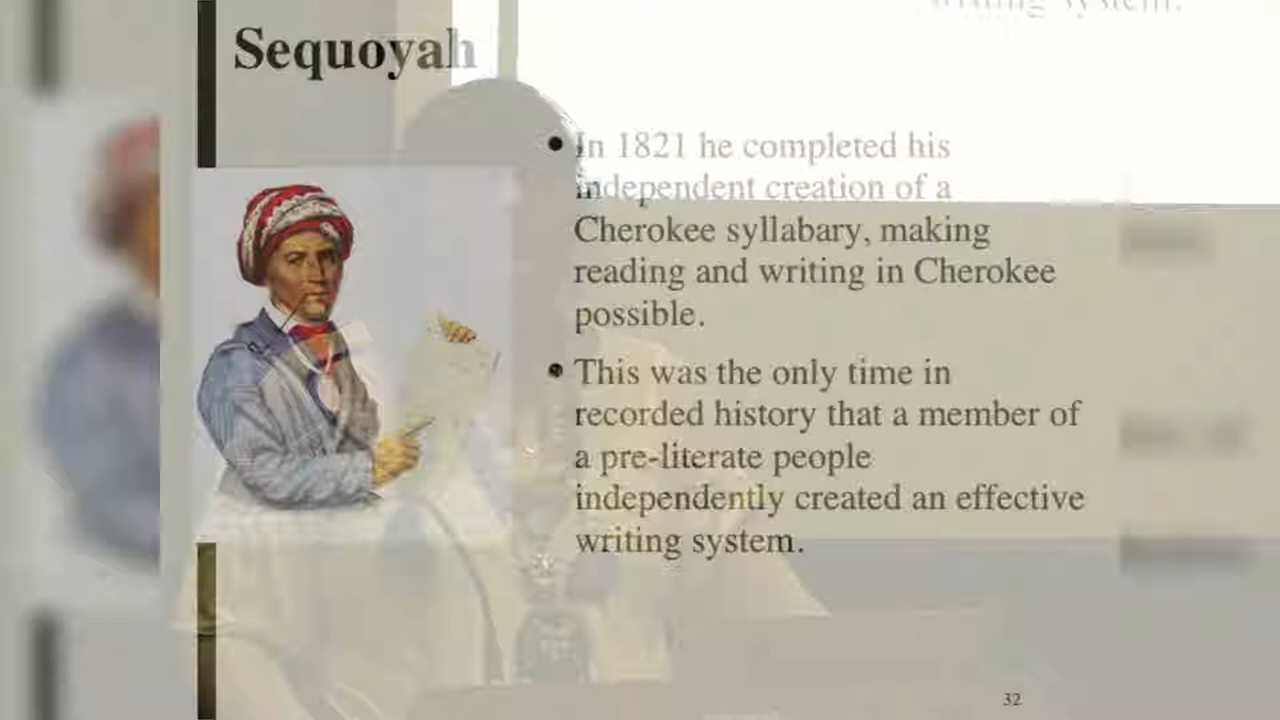 writing system.
Sequoyah
• In 1821 he completed his
independent creation of a
Cherokee syllabary, making
reading and writing in Cherokee
possible.
• This was the only time in
recorded history that a member of
a pre-literate people
independently created an effective
writing system.
32